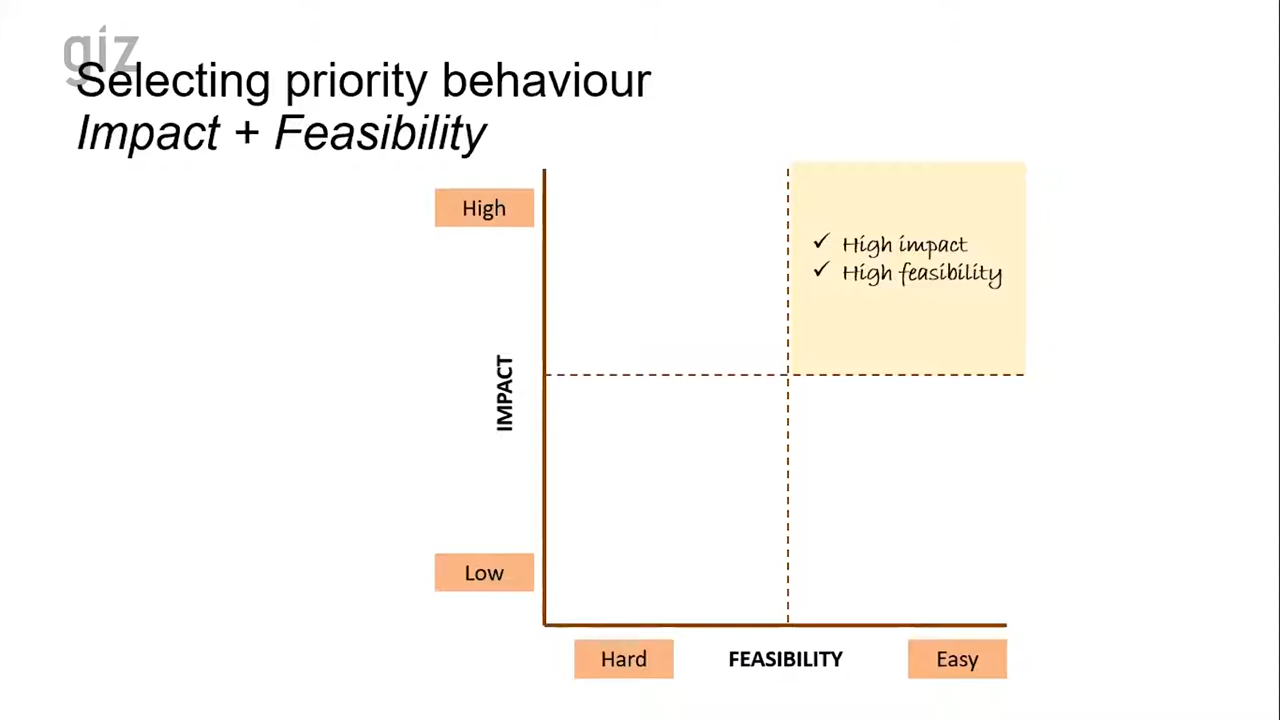 giz
Selecting priority behaviour
Impact + Feasibility
High
✓ High impact
✓ High feasibility
IMPACT
Low
Hard
FEASIBILITY
Easy